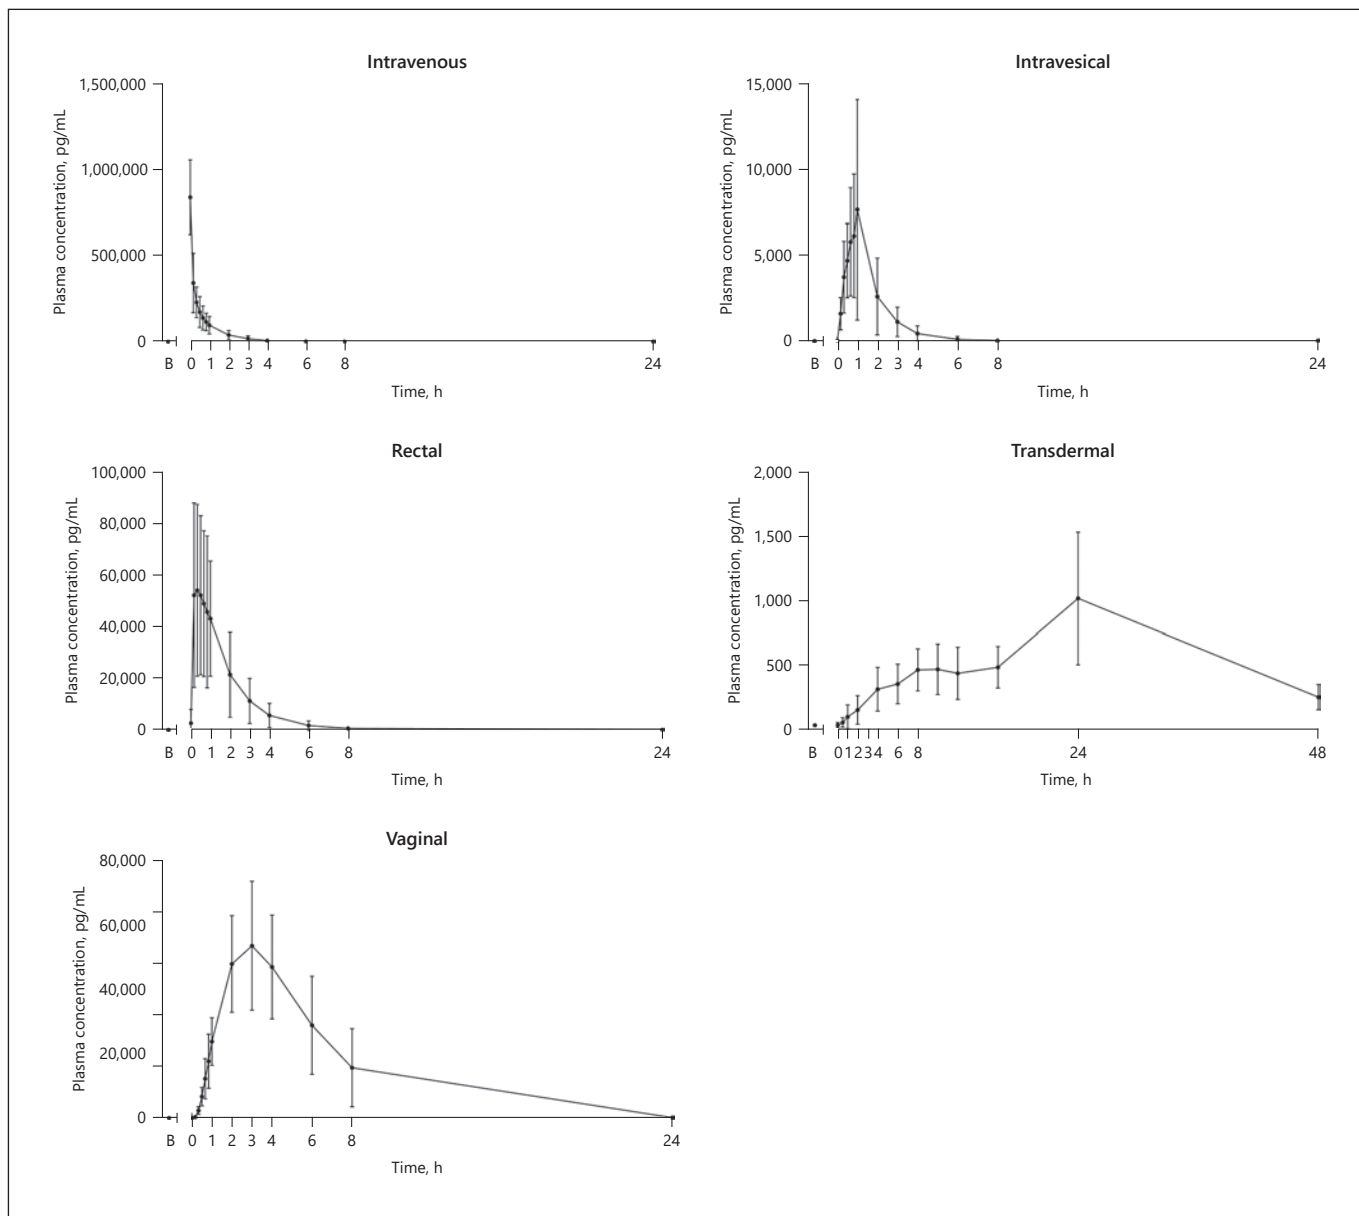 Intravenous
Plasma concentration, pg/mL
1,500,000
1,000,000
500,000
0
B 0 1 2 3 4 6 8 24
Time, h
Intravesical
Plasma concentration, pg/mL
15,000
10,000
5,000
0
B 0 1 2 3 4 6 8 24
Time, h
Rectal
Plasma concentration, pg/mL
100,000
80,000
60,000
40,000
20,000
0
B 0 1 2 3 4 6 8 24
Time, h
Transdermal
Plasma concentration, pg/mL
2,000
1,500
1,000
500
0
B 0 1 2 3 4 6 8 24 48
Time, h
Vaginal
Plasma concentration, pg/mL
80,000
60,000
40,000
20,000
0
B 0 1 2 3 4 6 8 24
Time, h